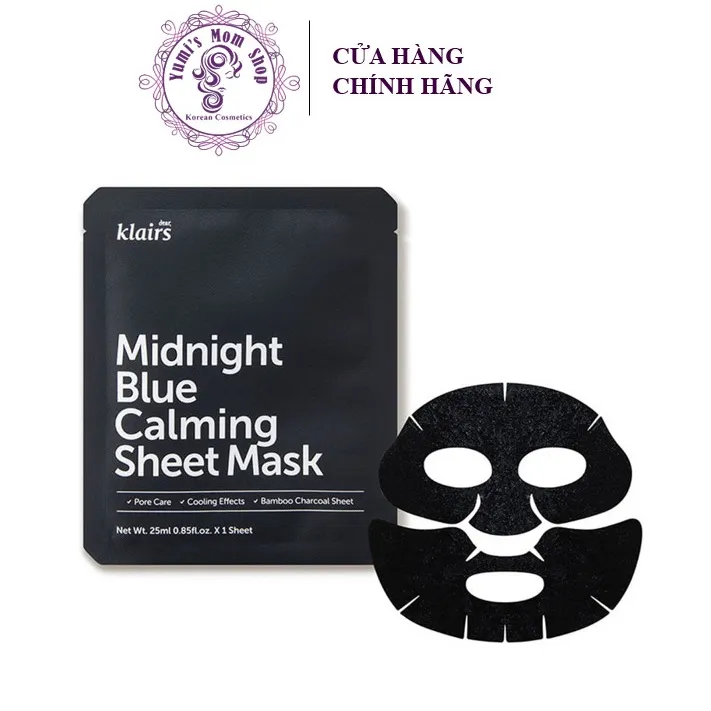 Yumi's Mom Shop
Korean Cosmetics
CỬA HÀNG
CHÍNH HÃNG
dear,
klairs
Midnight
Blue
Calming
Sheet Mask
✓ Pore Care ✓ Cooling Effects ✓ Bamboo Charcoal Sheet
Net Wt. 25ml 0.85fl.oz. X 1 Sheet